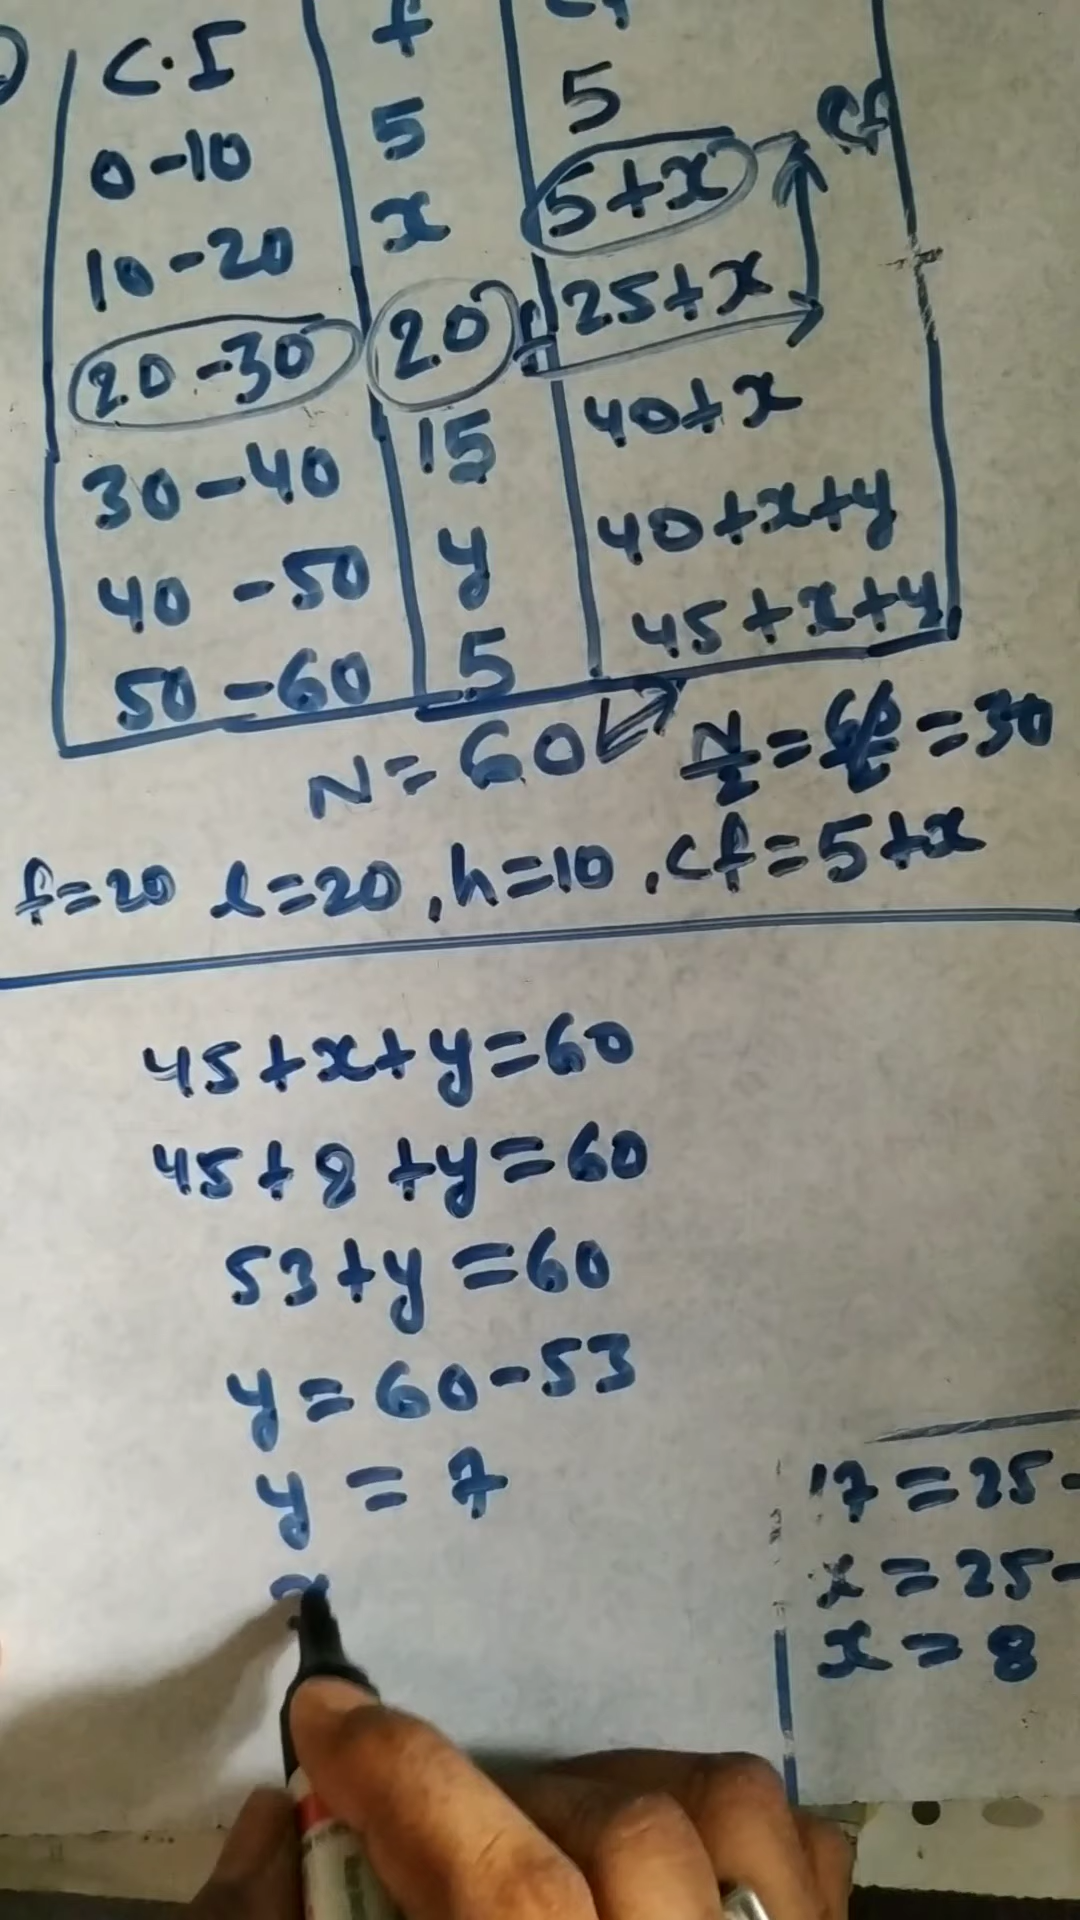 C.I f cf
0-10 5 5
10-20 x 5+x cf
20-30 20 f 25+x
30-40 15 40+x
40-50 y 40+x+y
50-60 5 45+x+y
N=60 N/2=60/2=30
f=20 l=20, h=10, cf=5+x
45+x+y=60
45+8+y=60
53+y=60
y=60-53
y=7
x
17=25-
x=25-
x=8